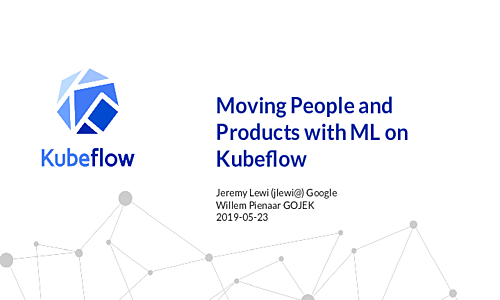 Moving People and
Products with ML on
Kubeflow
Kubeflow
Jeremy Lewi (jlewi@) Google
Willem Pienaar GOJEK
2019-05-23